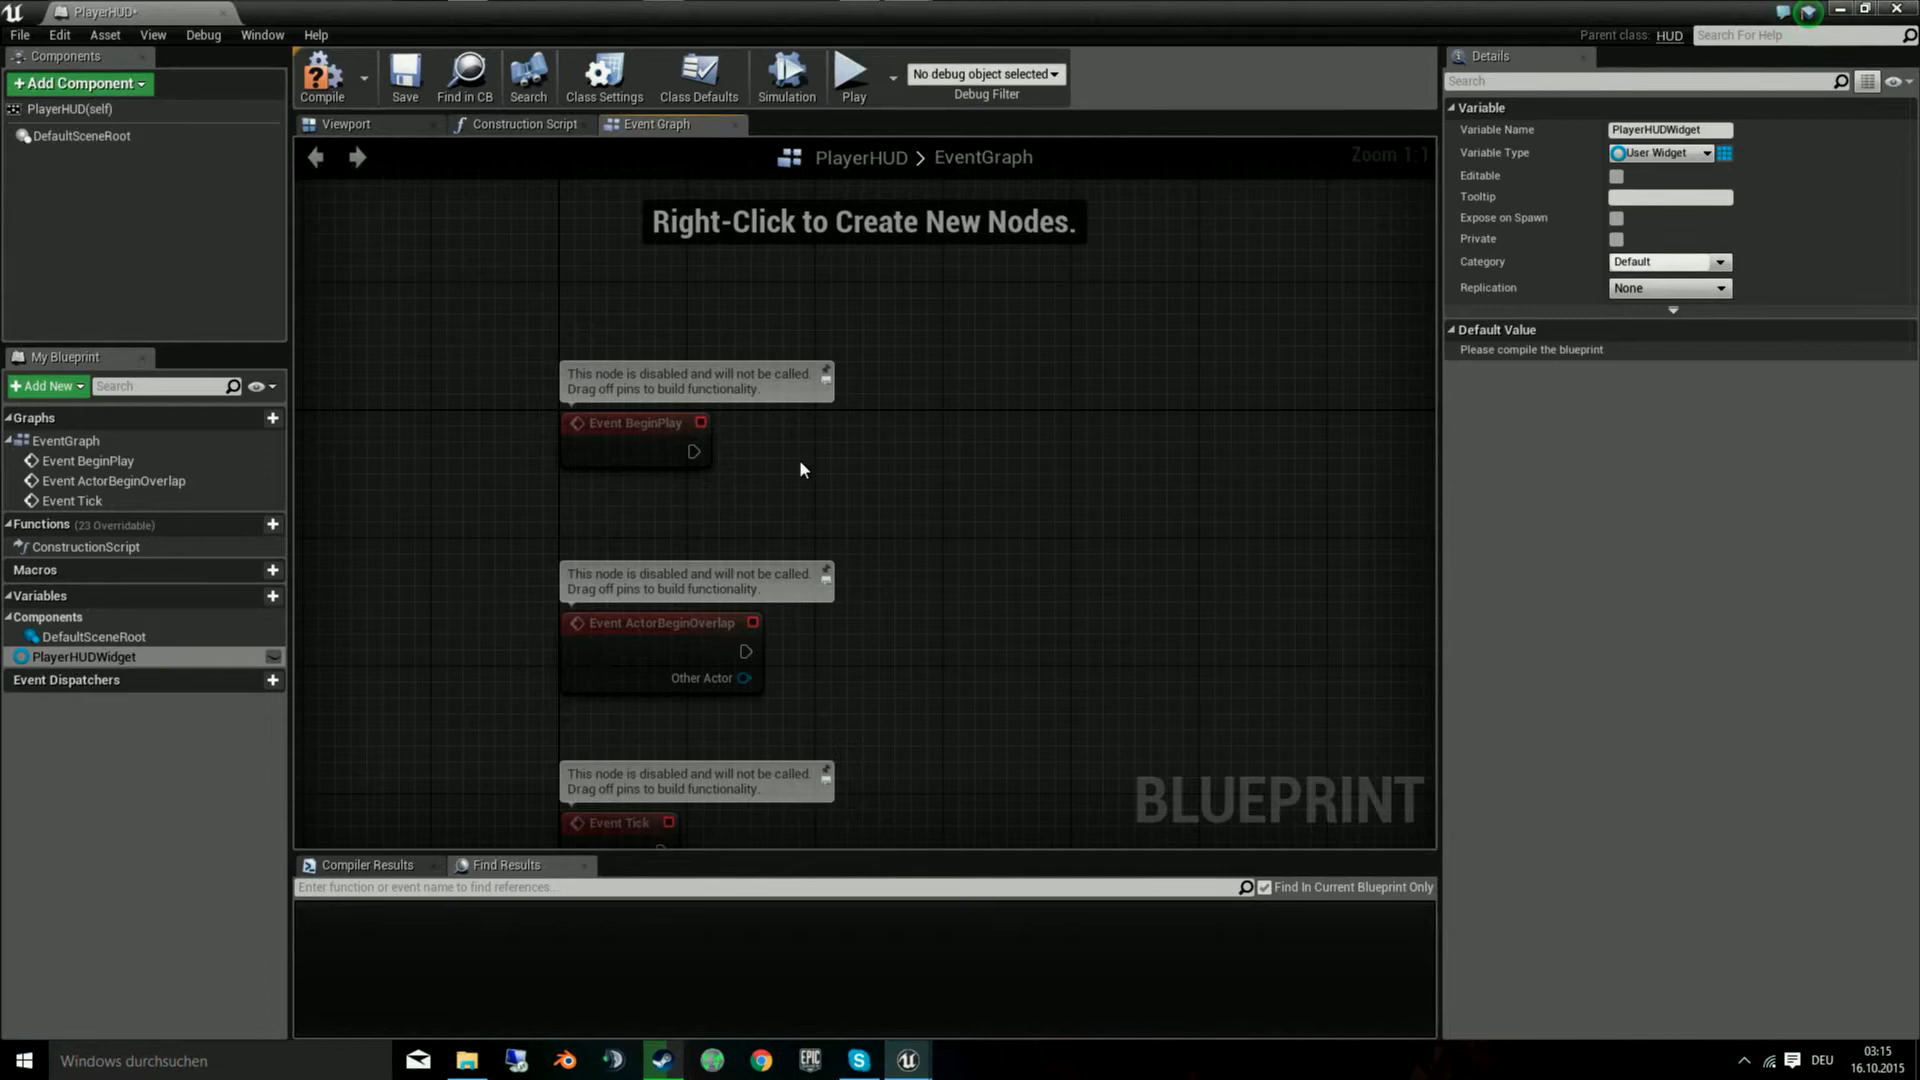 PlayerHUD*
File Edit Asset View Debug Window Help
Parent class: HUD
Search For Help
Components
+Add Component
PlayerHUD(self)
DefaultSceneRoot
Compile
Save
Find in CB
Search
Class Settings
Class Defaults
Simulation
Play
No debug object selected
Debug Filter
Viewport
Construction Script
Event Graph
PlayerHUD > EventGraph
Zoom 1:1
Right-Click to Create New Nodes.
This node is disabled and will not be called.
Drag off pins to build functionality.
Event BeginPlay
This node is disabled and will not be called.
Drag off pins to build functionality.
Event ActorBeginOverlap
Other Actor
This node is disabled and will not be called.
Drag off pins to build functionality.
Event Tick
BLUEPRINT
My Blueprint
+Add New
Search
Graphs
EventGraph
Event BeginPlay
Event ActorBeginOverlap
Event Tick
Functions (23 Overridable)
ConstructionScript
Macros
Variables
Components
DefaultSceneRoot
PlayerHUDWidget
Event Dispatchers
Compiler Results
Find Results
Enter function or event name to find references...
Find In Current Blueprint Only
Details
Search
Variable
Variable Name PlayerHUDWidget
Variable Type User Widget
Editable
Tooltip
Expose on Spawn
Private
Category Default
Replication None
Default Value
Please compile the blueprint
Windows durchsuchen
EPIC
GAMES
DEU
03:15
16.10.2015